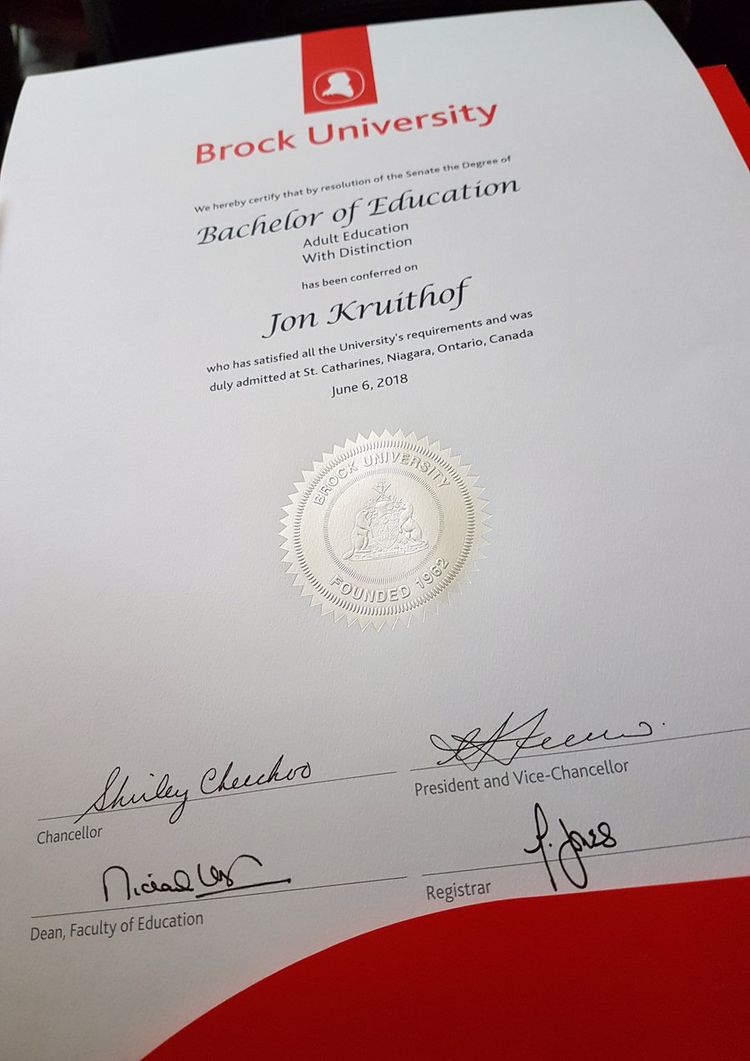 Brock University
We hereby certify that by resolution of the Senate the Degree of
Bachelor of Education
Adult Education
With Distinction
has been conferred on
Jon Kruithof
who has satisfied all the University's requirements and was
duly admitted at St. Catharines, Niagara, Ontario, Canada
June 6, 2018
BROCK UNIVERSITY
FOUNDED 1962
Shirley Cheechoo
Chancellor
President and Vice-Chancellor
Dean, Faculty of Education
Jones
Registrar